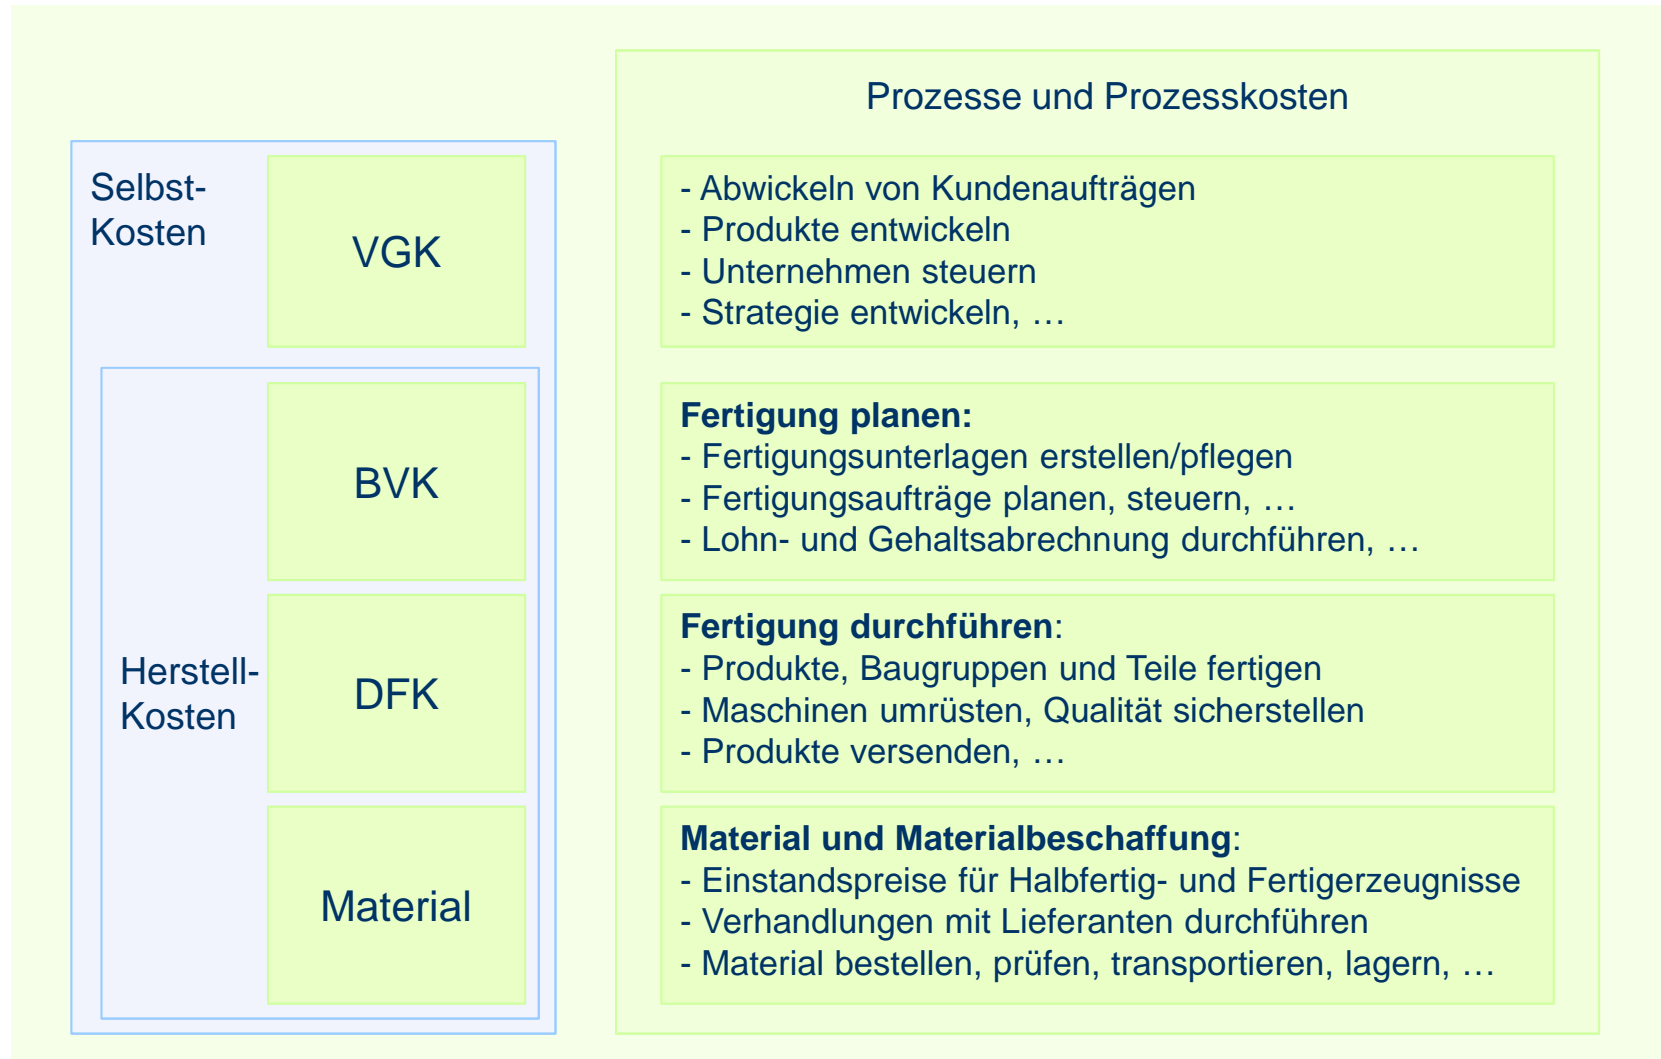 Prozesse und Prozesskosten
Selbst-
Kosten
VGK
- Abwickeln von Kundenaufträgen
- Produkte entwickeln
- Unternehmen steuern
- Strategie entwickeln, …
Herstell-
Kosten
BVK
Fertigung planen:
- Fertigungsunterlagen erstellen/pflegen
- Fertigungsaufträge planen, steuern, …
- Lohn- und Gehaltsabrechnung durchführen, …
DFK
Fertigung durchführen:
- Produkte, Baugruppen und Teile fertigen
- Maschinen umrüsten, Qualität sicherstellen
- Produkte versenden, …
Material
Material und Materialbeschaffung:
- Einstandspreise für Halbfertig- und Fertigerzeugnisse
- Verhandlungen mit Lieferanten durchführen
- Material bestellen, prüfen, transportieren, lagern, …